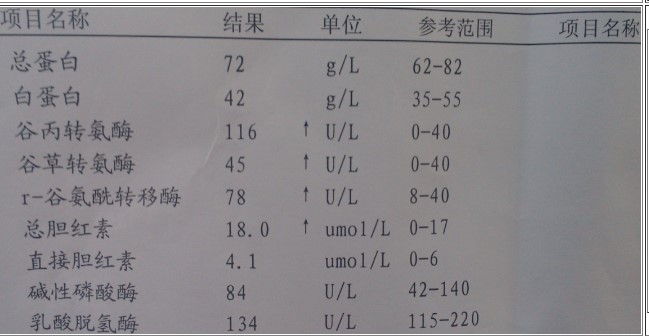 项目名称 结果 单位 参考范围 项目名称
总蛋白 72 g/L 62-82
白蛋白 42 g/L 35-55
谷丙转氨酶 116 ↑ U/L 0-40
谷草转氨酶 45 ↑ U/L 0-40
r-谷氨酰转移酶 78 ↑ U/L 8-40
总胆红素 18.0 ↑ umol/L 0-17
直接胆红素 4.1 umol/L 0-6
碱性磷酸酶 84 U/L 42-140
乳酸脱氢酶 134 U/L 115-220